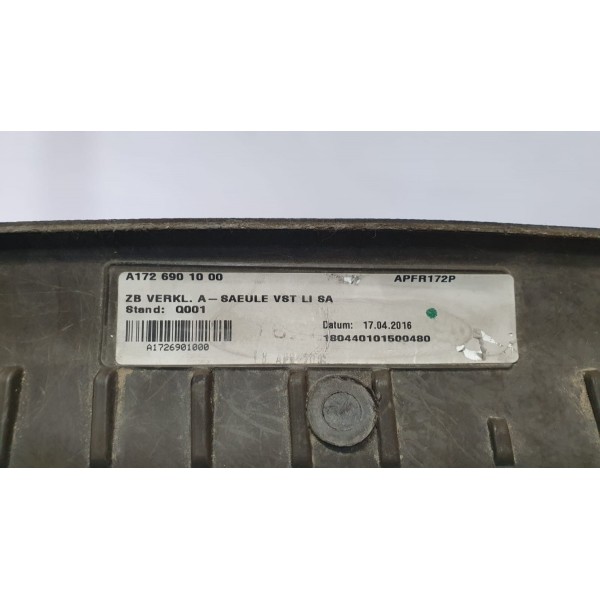 A172 690 10 00 APFR172P
ZB VERKL. A-SAEULE VST LI SA
Stand: Q001
Datum: 17.04.2016
180440101500480
A1726901000